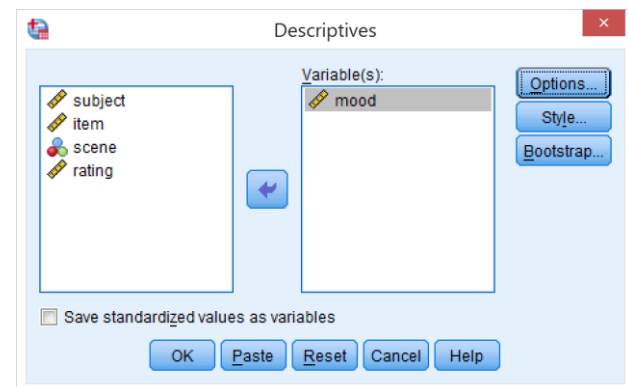 Descriptives
Variable(s):
subject
item
scene
rating
mood
Options...
Style...
Bootstrap...
Save standardized values as variables
OK Paste Reset Cancel Help